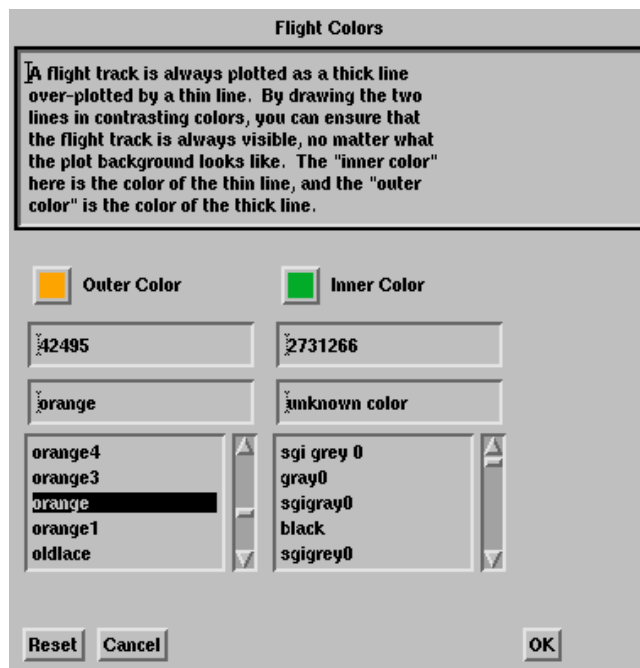 Flight Colors
A flight track is always plotted as a thick line
over-plotted by a thin line.  By drawing the two
lines in contrasting colors, you can ensure that
the flight track is always visible, no matter what
the plot background looks like.  The "inner color"
here is the color of the thin line, and the "outer
color" is the color of the thick line.
Outer Color
Inner Color
42495
2731266
orange
unknown color
orange4
orange3
orange
orange1
oldlace
sgi grey 0
gray0
sgigray0
black
sgigrey0
Reset
Cancel
OK